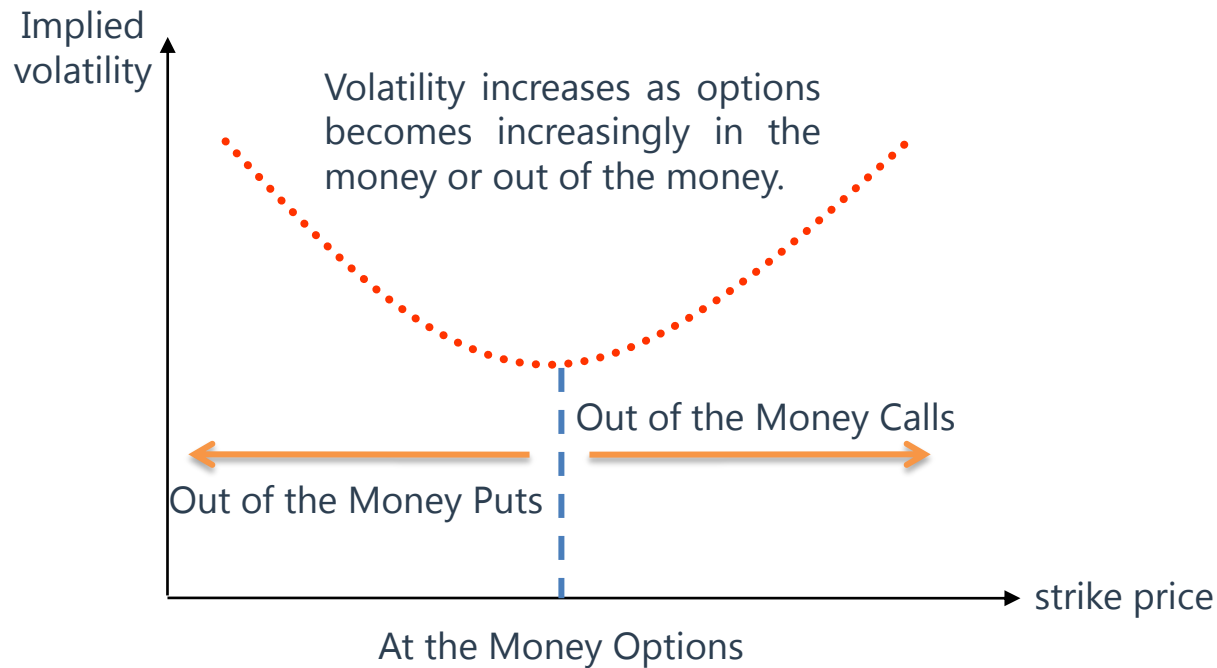 Implied
volatility
Volatility increases as options
becomes increasingly in the
money or out of the money.
Out of the Money Calls
Out of the Money Puts
strike price
At the Money Options